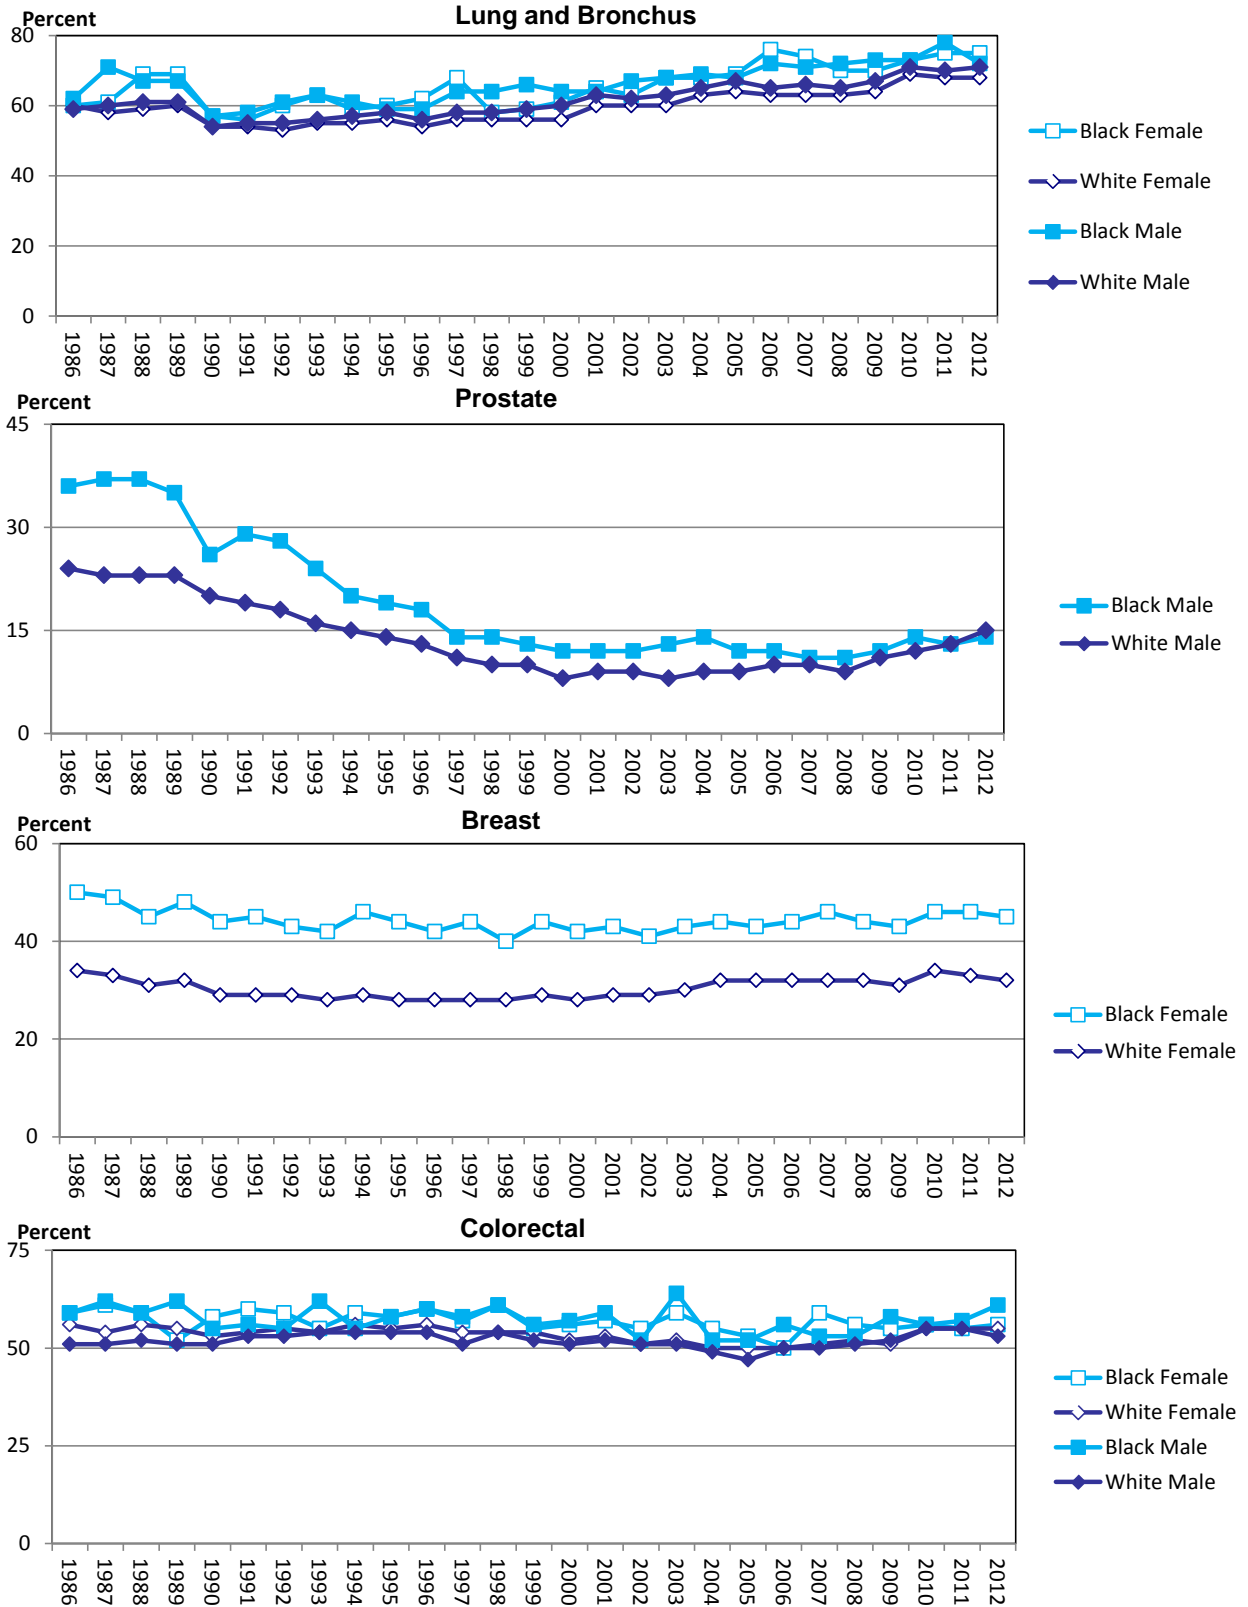 Lung and Bronchus
Percent
80
60
40
20
0
1986 1987 1988 1989 1990 1991 1992 1993 1994 1995 1996 1997 1998 1999 2000 2001 2002 2003 2004 2005 2006 2007 2008 2009 2010 2011 2012
Black Female
White Female
Black Male
White Male
Prostate
Percent
45
30
15
0
1986 1987 1988 1989 1990 1991 1992 1993 1994 1995 1996 1997 1998 1999 2000 2001 2002 2003 2004 2005 2006 2007 2008 2009 2010 2011 2012
Black Male
White Male
Breast
Percent
60
40
20
0
1986 1987 1988 1989 1990 1991 1992 1993 1994 1995 1996 1997 1998 1999 2000 2001 2002 2003 2004 2005 2006 2007 2008 2009 2010 2011 2012
Black Female
White Female
Colorectal
Percent
75
50
25
0
1986 1987 1988 1989 1990 1991 1992 1993 1994 1995 1996 1997 1998 1999 2000 2001 2002 2003 2004 2005 2006 2007 2008 2009 2010 2011 2012
Black Female
White Female
Black Male
White Male